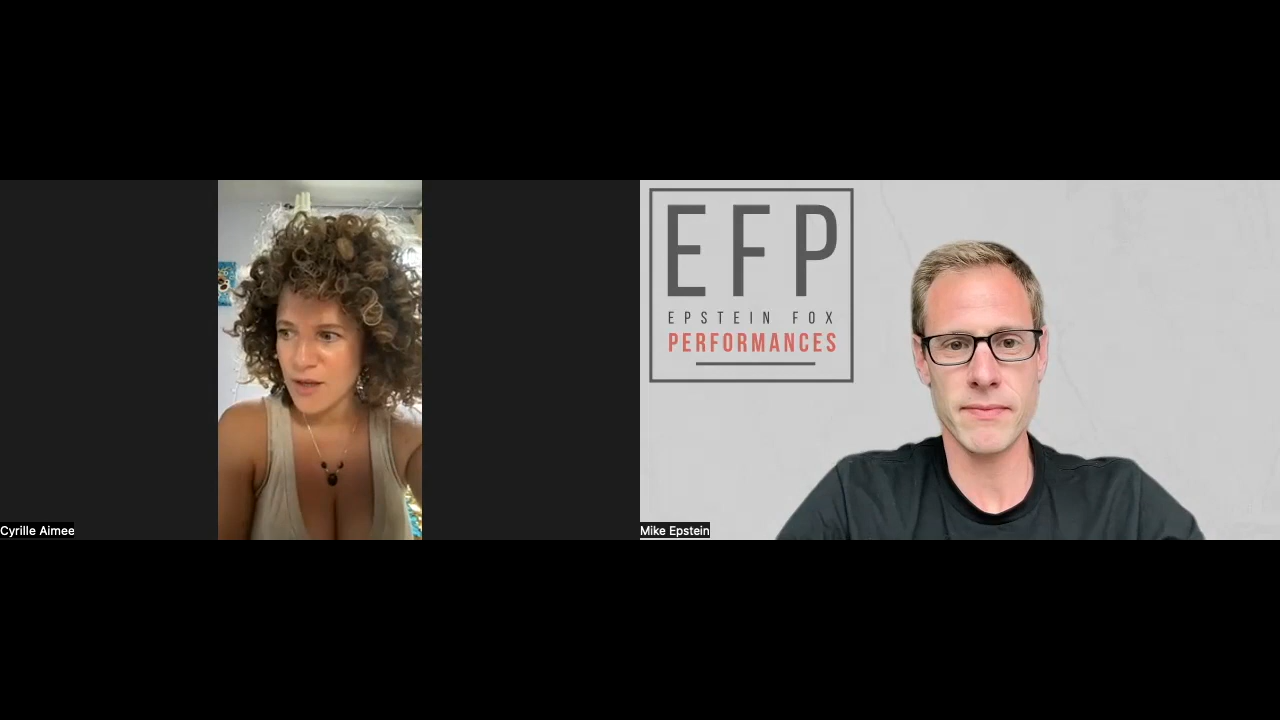 EFP
EPSTEIN FOX
PERFORMANCES
Cyrille Aimee
Mike Epstein